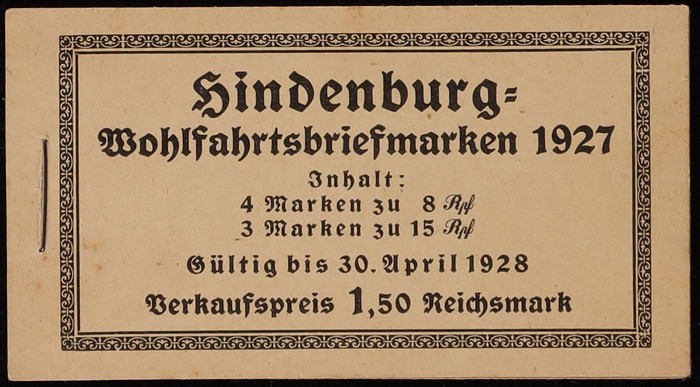 Hindenburg=
Wohlfahrtsbriefmarken 1927
Inhalt:
4 Marken zu 8 Rpf
3 Marken zu 15 Rpf
Gültig bis 30. April 1928
Verkaufspreis 1,50 Reichsmark